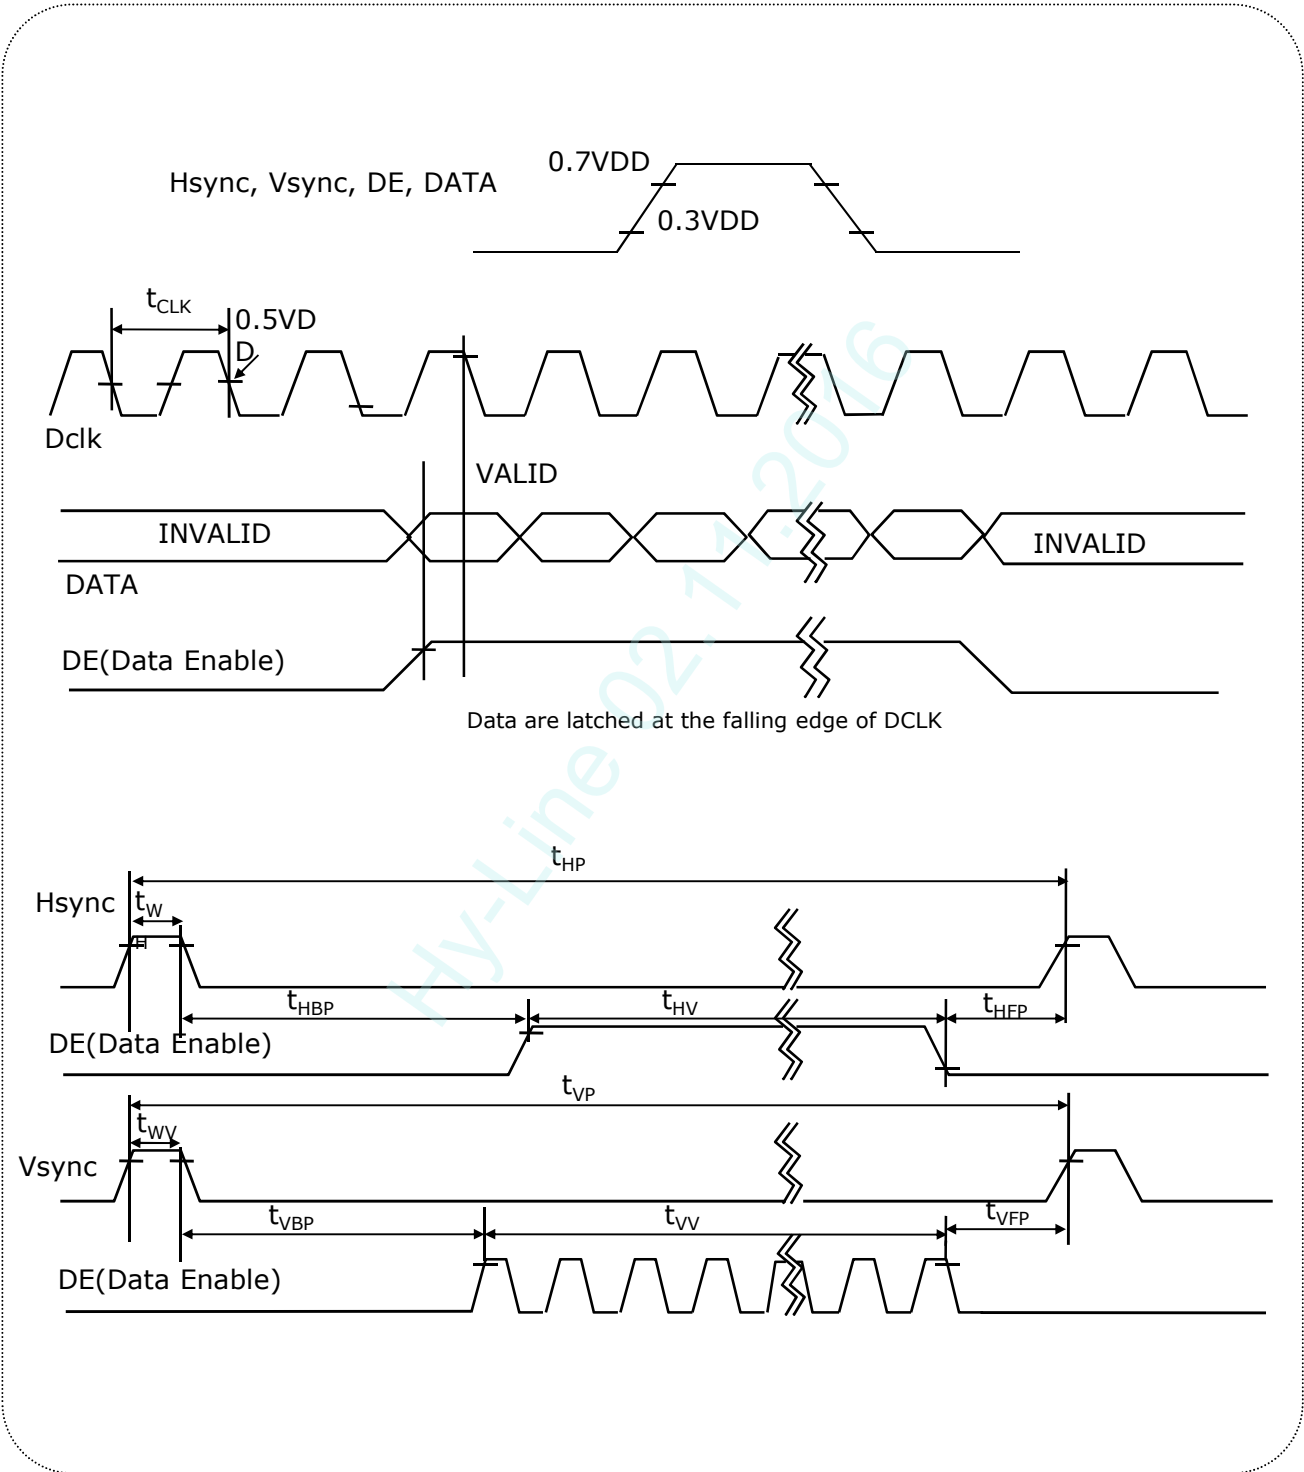 0.7VDD
Hsync, Vsync, DE, DATA
0.3VDD
tCLK
0.5VD
D
Dclk
VALID
INVALID
INVALID
DATA
DE(Data Enable)
Data are latched at the falling edge of DCLK
Hy-Line 02.11.2016
tHP
Hsync
tW
H
tHBP
tHV
tHFP
DE(Data Enable)
tVP
tWV
Vsync
tVBP
tVV
tVFP
DE(Data Enable)